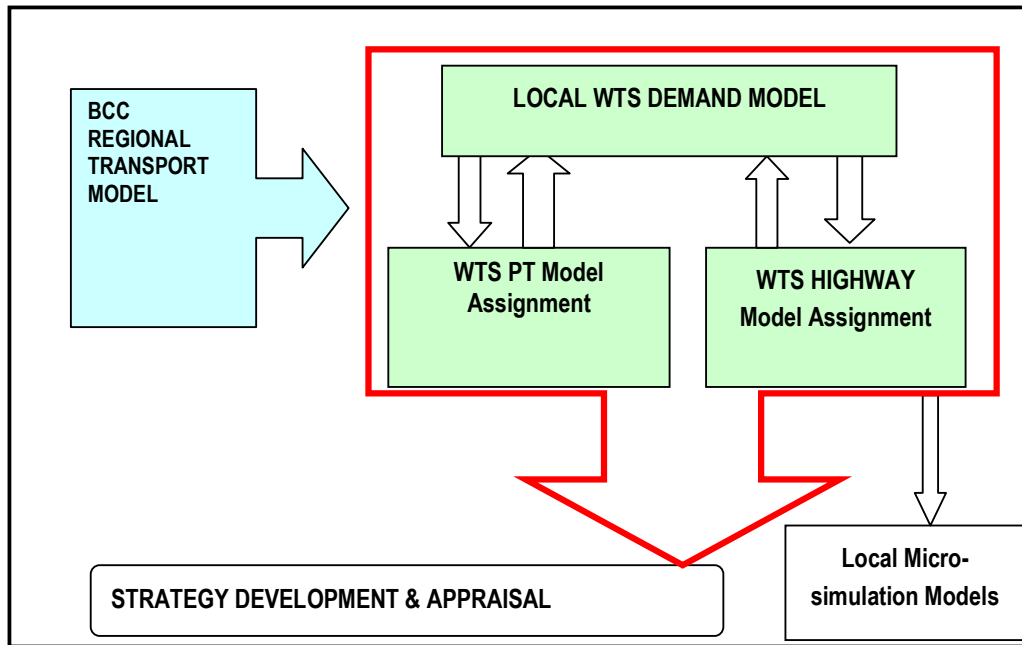 BCC
REGIONAL
TRANSPORT
MODEL
LOCAL WTS DEMAND MODEL
WTS PT Model
Assignment
WTS HIGHWAY
Model Assignment
STRATEGY DEVELOPMENT & APPRAISAL
Local Micro-
simulation Models